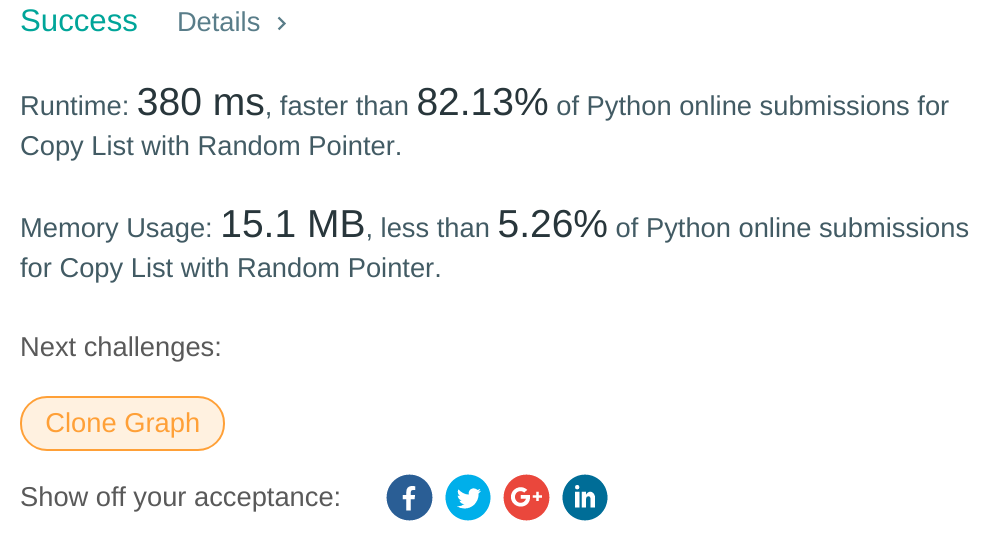 Success Details >
Runtime: 380 ms, faster than 82.13% of Python online submissions for
Copy List with Random Pointer.
Memory Usage: 15.1 MB, less than 5.26% of Python online submissions
for Copy List with Random Pointer.
Next challenges:
Clone Graph
Show off your acceptance: f G+ in